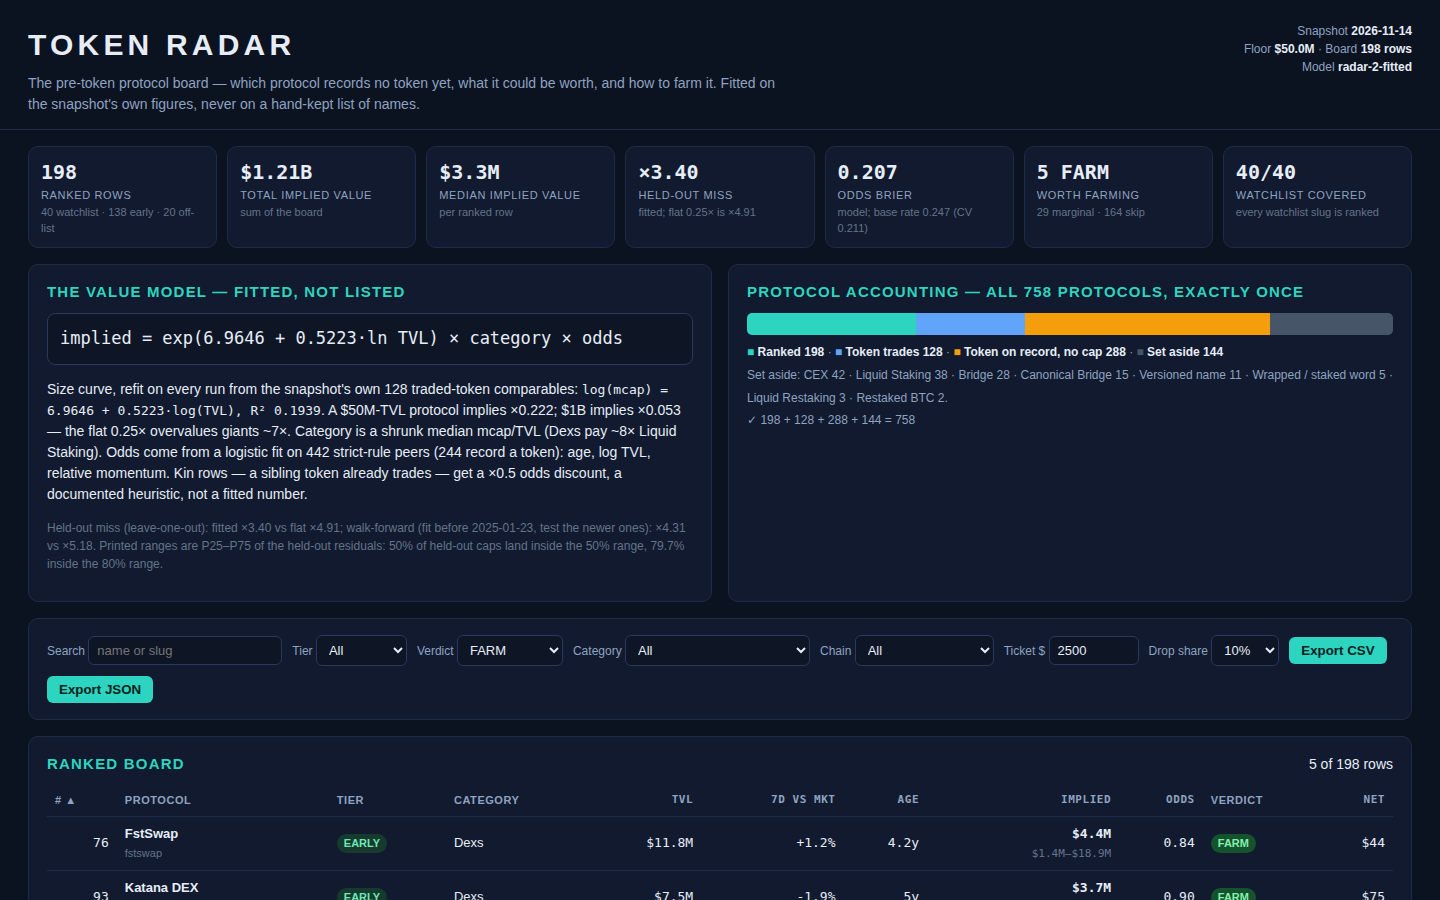 TOKEN RADAR
The pre-token protocol board — which protocol records no token yet, what it could be worth, and how to farm it. Fitted on
the snapshot's own figures, never on a hand-kept list of names.
Snapshot 2026-11-14
Floor $50.0M · Board 198 rows
Model radar-2-fitted
198
RANKED ROWS
40 watchlist · 138 early · 20 off-
list
$1.21B
TOTAL IMPLIED VALUE
sum of the board
$3.3M
MEDIAN IMPLIED VALUE
per ranked row
×3.40
HELD-OUT MISS
fitted; flat 0.25× is ×4.91
0.207
ODDS BRIER
model; base rate 0.247 (CV
0.211)
5 FARM
WORTH FARMING
29 marginal · 164 skip
40/40
WATCHLIST COVERED
every watchlist slug is ranked
THE VALUE MODEL — FITTED, NOT LISTED
implied = exp(6.9646 + 0.5223·ln TVL) × category × odds
Size curve, refit on every run from the snapshot's own 128 traded-token comparables: log(mcap) =
6.9646 + 0.5223·log(TVL), R² 0.1939. A $50M-TVL protocol implies ×0.222; $1B implies ×0.053
— the flat 0.25× overvalues giants ~7×. Category is a shrunk median mcap/TVL (Dexs pay ~8× Liquid
Staking). Odds come from a logistic fit on 442 strict-rule peers (244 record a token): age, log TVL,
relative momentum. Kin rows — a sibling token already trades — get a ×0.5 odds discount, a
documented heuristic, not a fitted number.
Held-out miss (leave-one-out): fitted ×3.40 vs flat ×4.91; walk-forward (fit before 2025-01-23, test the newer ones): ×4.31
vs ×5.18. Printed ranges are P25–P75 of the held-out residuals: 50% of held-out caps land inside the 50% range, 79.7%
inside the 80% range.
PROTOCOL ACCOUNTING — ALL 758 PROTOCOLS, EXACTLY ONCE
■ Ranked 198 · ■ Token trades 128 · ■ Token on record, no cap 288 · ■ Set aside 144
Set aside: CEX 42 · Liquid Staking 38 · Bridge 28 · Canonical Bridge 15 · Versioned name 11 · Wrapped / staked word 5 ·
Liquid Restaking 3 · Restaked BTC 2.
✓ 198 + 128 + 288 + 144 = 758
Search name or slug Tier All Verdict FARM Category All Chain All Ticket $ 2500 Drop share 10% Export CSV
Export JSON
RANKED BOARD
5 of 198 rows
# ▲ PROTOCOL TIER CATEGORY TVL 7D VS MKT AGE IMPLIED ODDS VERDICT NET
76 FstSwap EARLY Dexs $11.8M +1.2% 4.2y $4.4M 0.84 FARM $44
fstswap $1.4M–$18.9M
93 Katana DEX EARLY Dexs $7.5M -1.9% 5y $3.7M 0.90 FARM $75